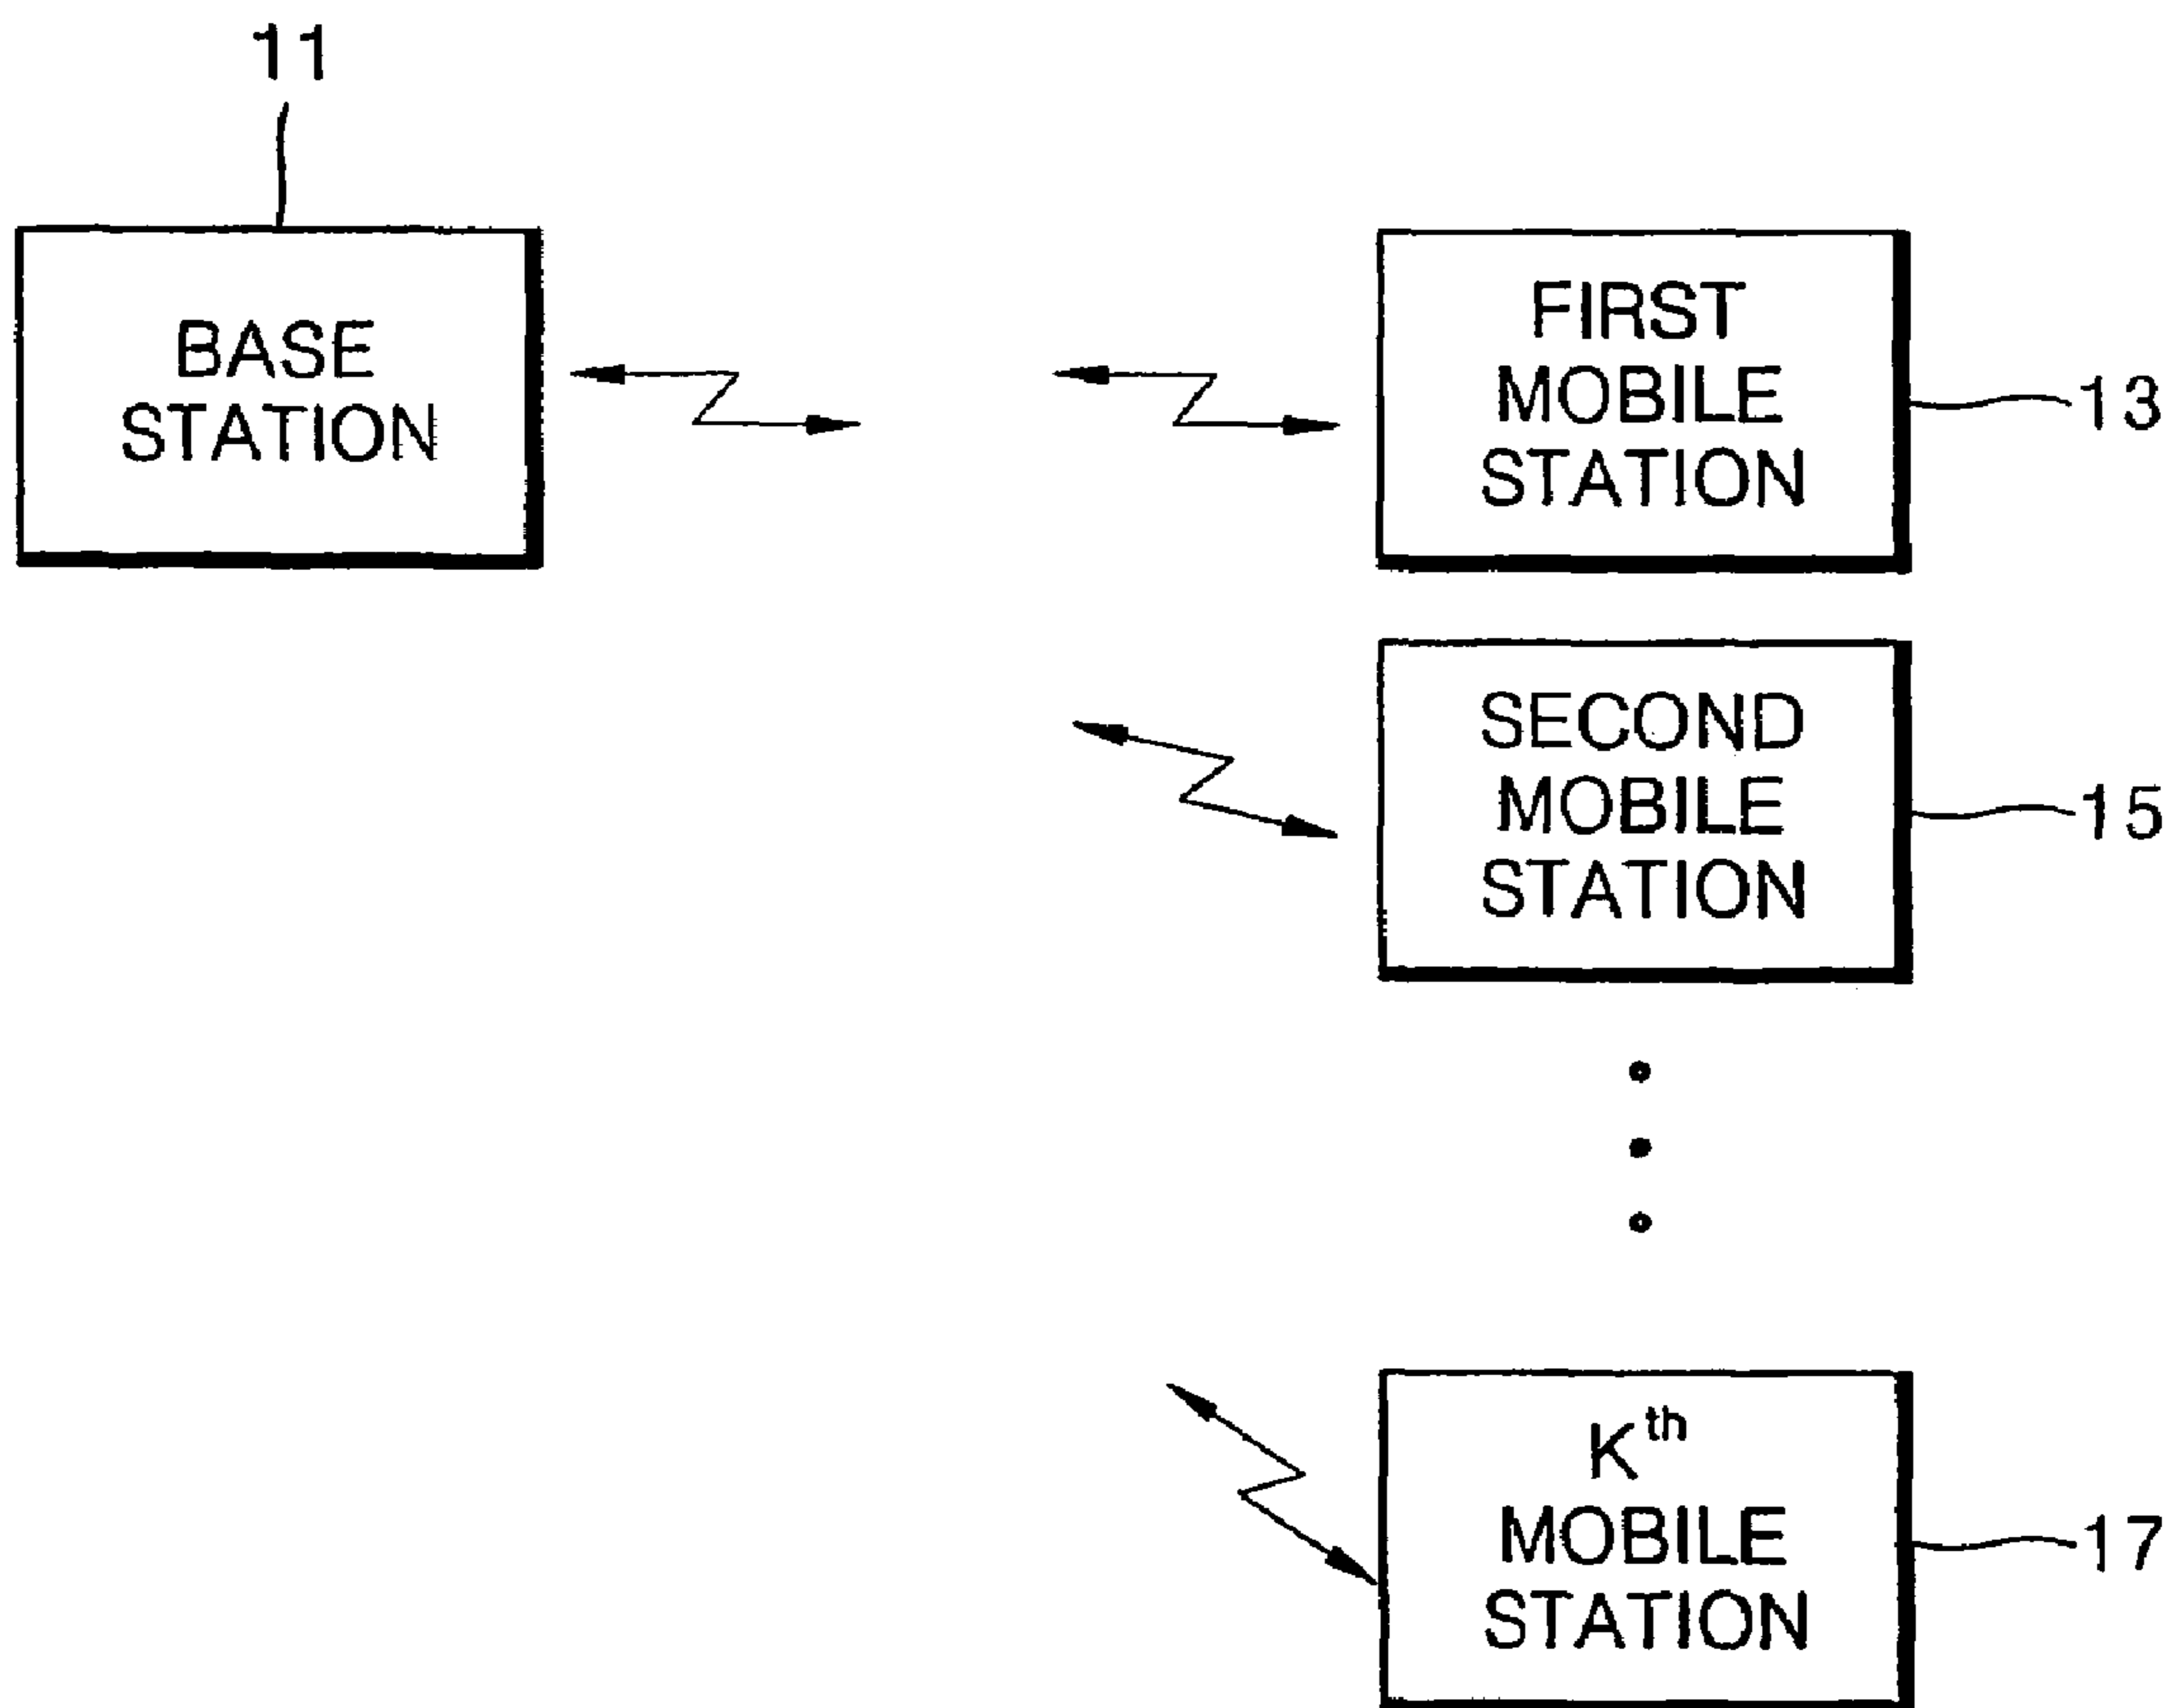 11
BASE
STATION
FIRST
MOBILE
STATION
13
SECOND
MOBILE
STATION
15
Kth
MOBILE
STATION
17